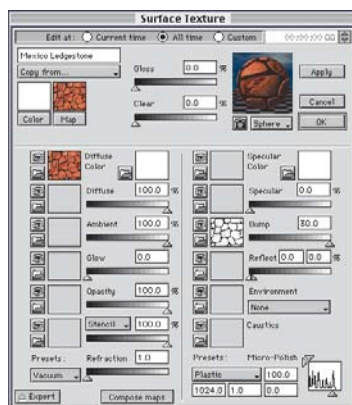 Surface Texture
Edit at: Current time All time Custom
Mexico Ledgestone
Copy from...
Color Map
Gloss 0.0 %
Clear 0.0 %
Sphere
Apply
Cancel
OK
Diffuse Color
Diffuse 100.0 %
Ambient 100.0 %
Glow 0.0
Opacity 100.0 %
Stencil 100.0 %
Presets: Refraction 1.0
Vacuum
Expert Compose maps
Specular Color
Specular 0.0 %
Bump 30.0
Reflect 0.0 0.0 %
Environment
None
Caustics
Presets: Micro-Polish
Plastic 100.0
1024.0 1.0 0.0